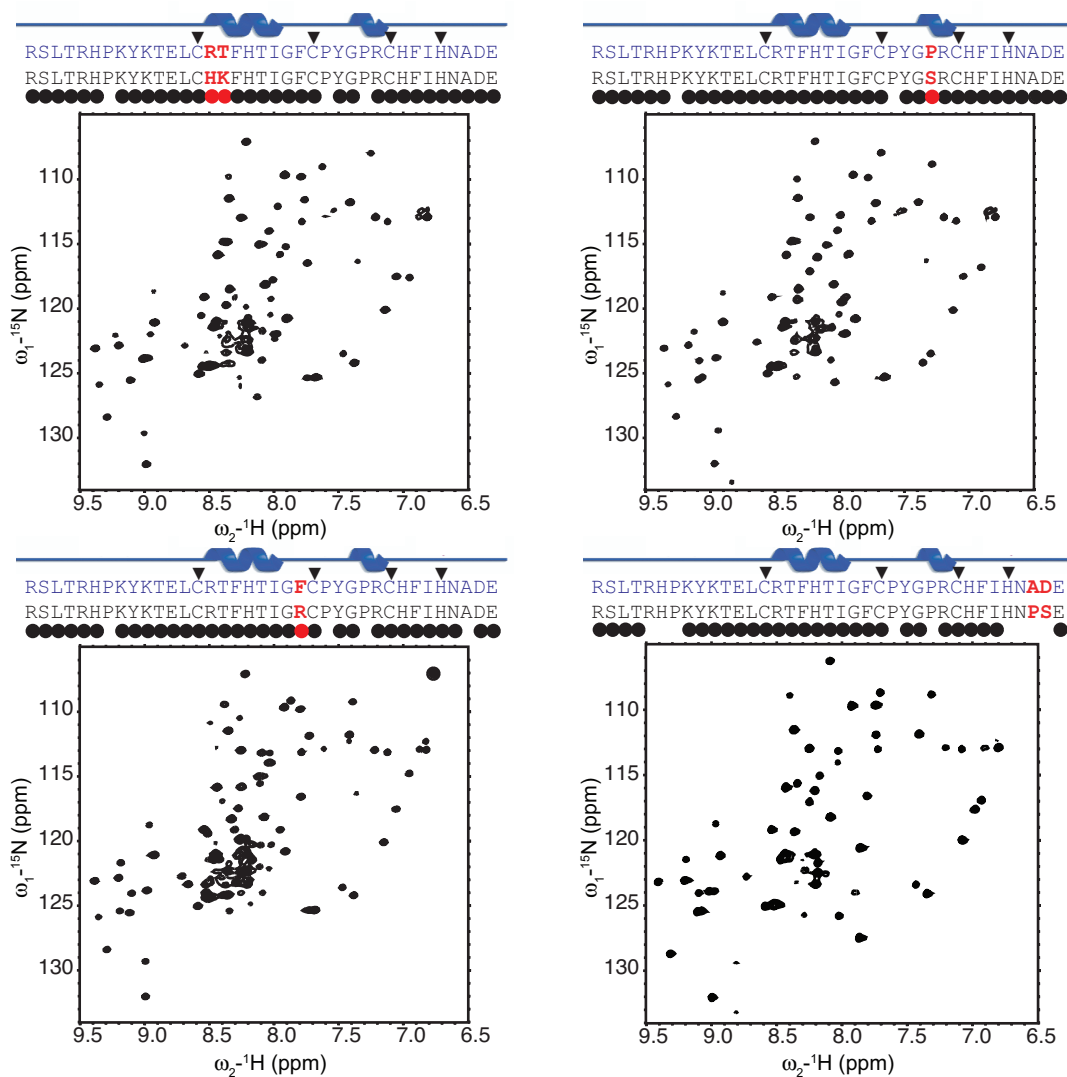 RSLTRHPKYKTELCRTFHTIGFCPYGPRCHFIHNADE
RSLTRHPKYKTELCHKFHTIGFCPYGPRCHFIHNADE
110
115
120
125
130
ω₁-¹⁵N (ppm)
9.5 9.0 8.5 8.0 7.5 7.0 6.5
ω₂-¹H (ppm)
RSLTRHPKYKTELCRTFHTIGFCPYGPRCHFIHNADE
RSLTRHPKYKTELCRTFHTIGFCPYGSRCHFIHNADE
110
115
120
125
130
ω₁-¹⁵N (ppm)
9.5 9.0 8.5 8.0 7.5 7.0 6.5
ω₂-¹H (ppm)
RSLTRHPKYKTELCRTFHTIGFCPYGPRCHFIHNADE
RSLTRHPKYKTELCRTFHTIGRCPYGPRCHFIHNADE
110
115
120
125
130
ω₁-¹⁵N (ppm)
9.5 9.0 8.5 8.0 7.5 7.0 6.5
ω₂-¹H (ppm)
RSLTRHPKYKTELCRTFHTIGFCPYGPRCHFIHNADE
RSLTRHPKYKTELCRTFHTIGFCPYGPRCHFIHNPSE
110
115
120
125
130
ω₁-¹⁵N (ppm)
9.5 9.0 8.5 8.0 7.5 7.0 6.5
ω₂-¹H (ppm)